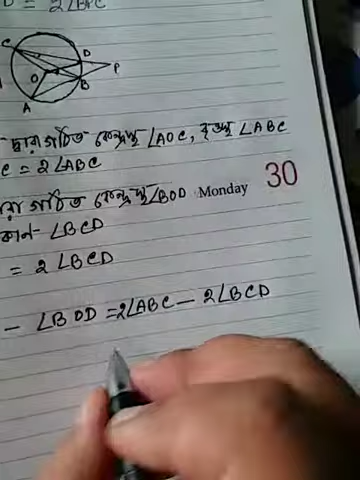 = 2∠BAC
C
D
P
O
B
A
দ্বারা গঠিত কেন্দ্রস্থ ∠AOC, বৃত্তস্থ ∠ABC
C = 2∠ABC
রা গঠিত কেন্দ্রস্থ ∠BOD Monday 30
কোন- ∠BCD
= 2∠BCD
- ∠BOD = 2∠ABC - 2∠BCD